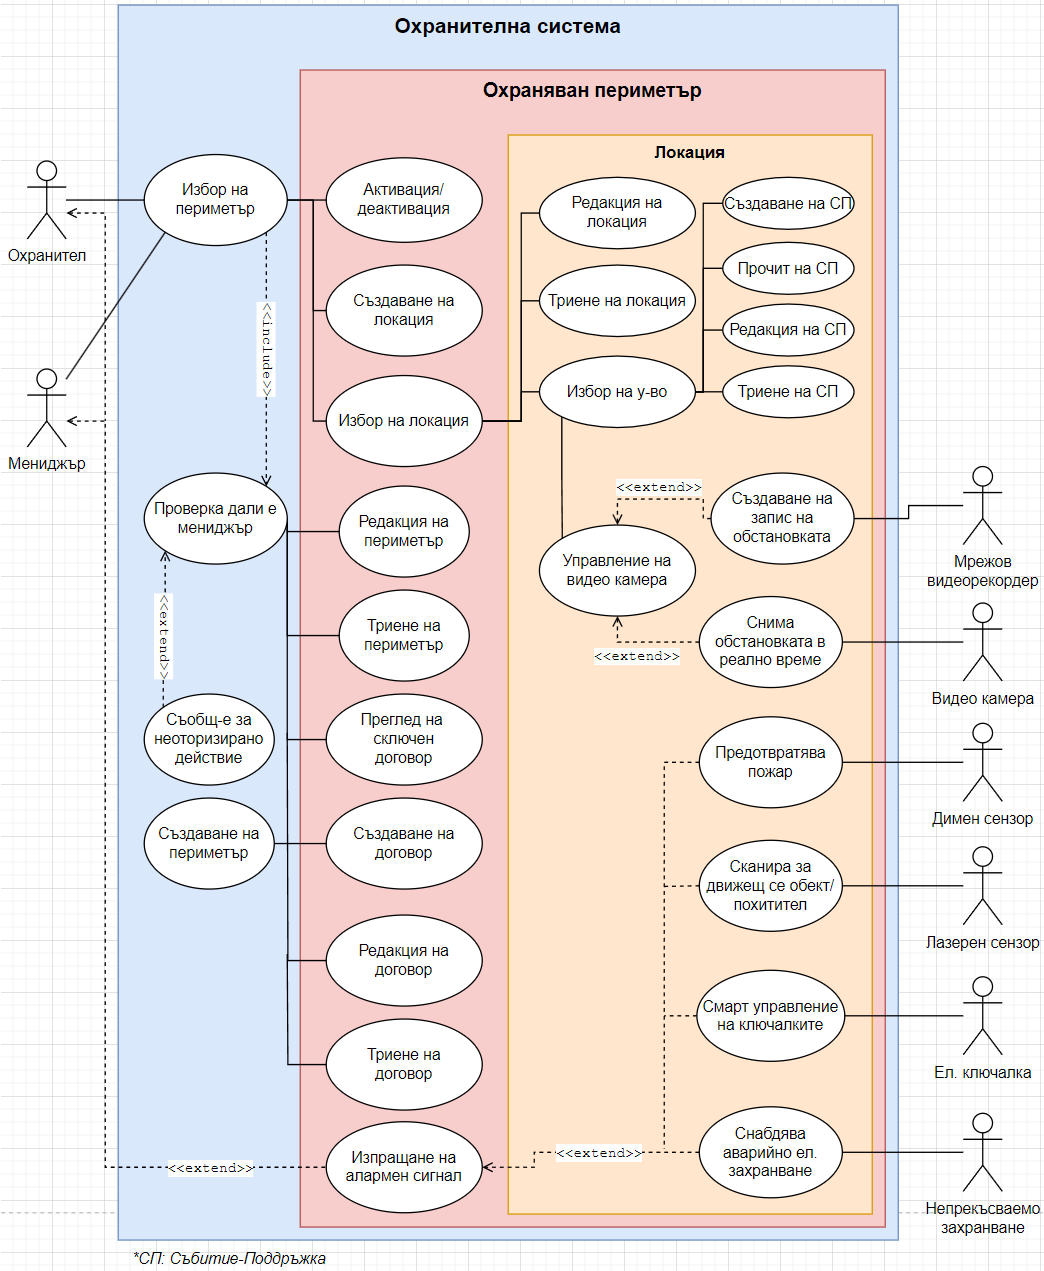 Охранителна система
Охраняван периметър
Локация
Охранител
Мениджър
Избор на
периметър
<<include>>
Проверка дали е
мениджър
<<extend>>
Съобщ-е за
неоторизирано
действие
Създаване на
периметър
Активация/
деактивация
Създаване на
локация
Избор на локация
Редакция на
периметър
Триене на
периметър
Преглед на
сключен
договор
Създаване на
договор
Редакция на
договор
Триене на
договор
Изпращане на
алармен сигнал
<<extend>>
Редакция на
локация
Триене на локация
Избор на у-во
Създаване на СП
Прочит на СП
Редакция на СП
Триене на СП
<<extend>>
Създаване на
запис на
обстановката
Управление на
видео камера
<<extend>>
Снима
обстановката в
реално време
Предотвратява
пожар
Сканира за
движещ се обект/
похитител
Смарт управление
на ключалките
Снабдява
аварийно ел.
захранване
<<extend>>
Мрежов
видеорекордер
Видео камера
Димен сензор
Лазерен сензор
Ел. ключалка
Непрекъсваемо
захранване
*СП: Събитие-Поддръжка